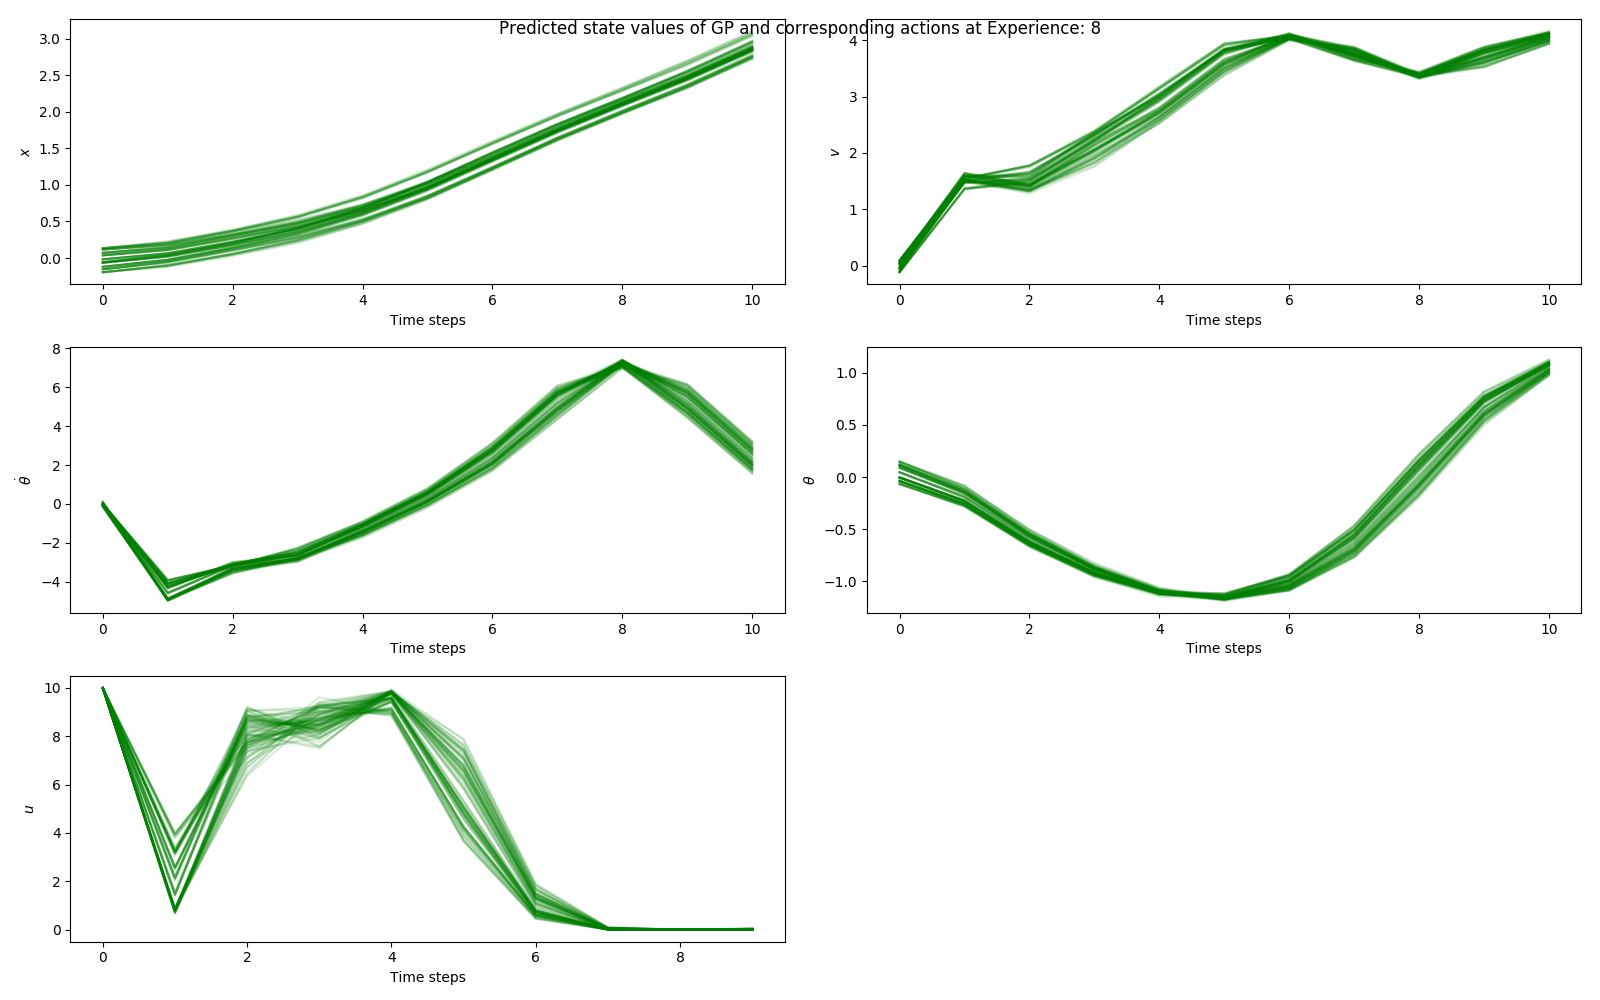 Predicted state values of GP and corresponding actions at Experience: 8
3.0
2.5
2.0
1.5
1.0
0.5
0.0
x
0 2 4 6 8 10
Time steps
4
3
2
1
0
v
0 2 4 6 8 10
Time steps
8
6
4
2
0
−2
−4
θ̇
0 2 4 6 8 10
Time steps
1.0
0.5
0.0
−0.5
−1.0
θ
0 2 4 6 8 10
Time steps
10
8
6
4
2
0
u
0 2 4 6 8
Time steps